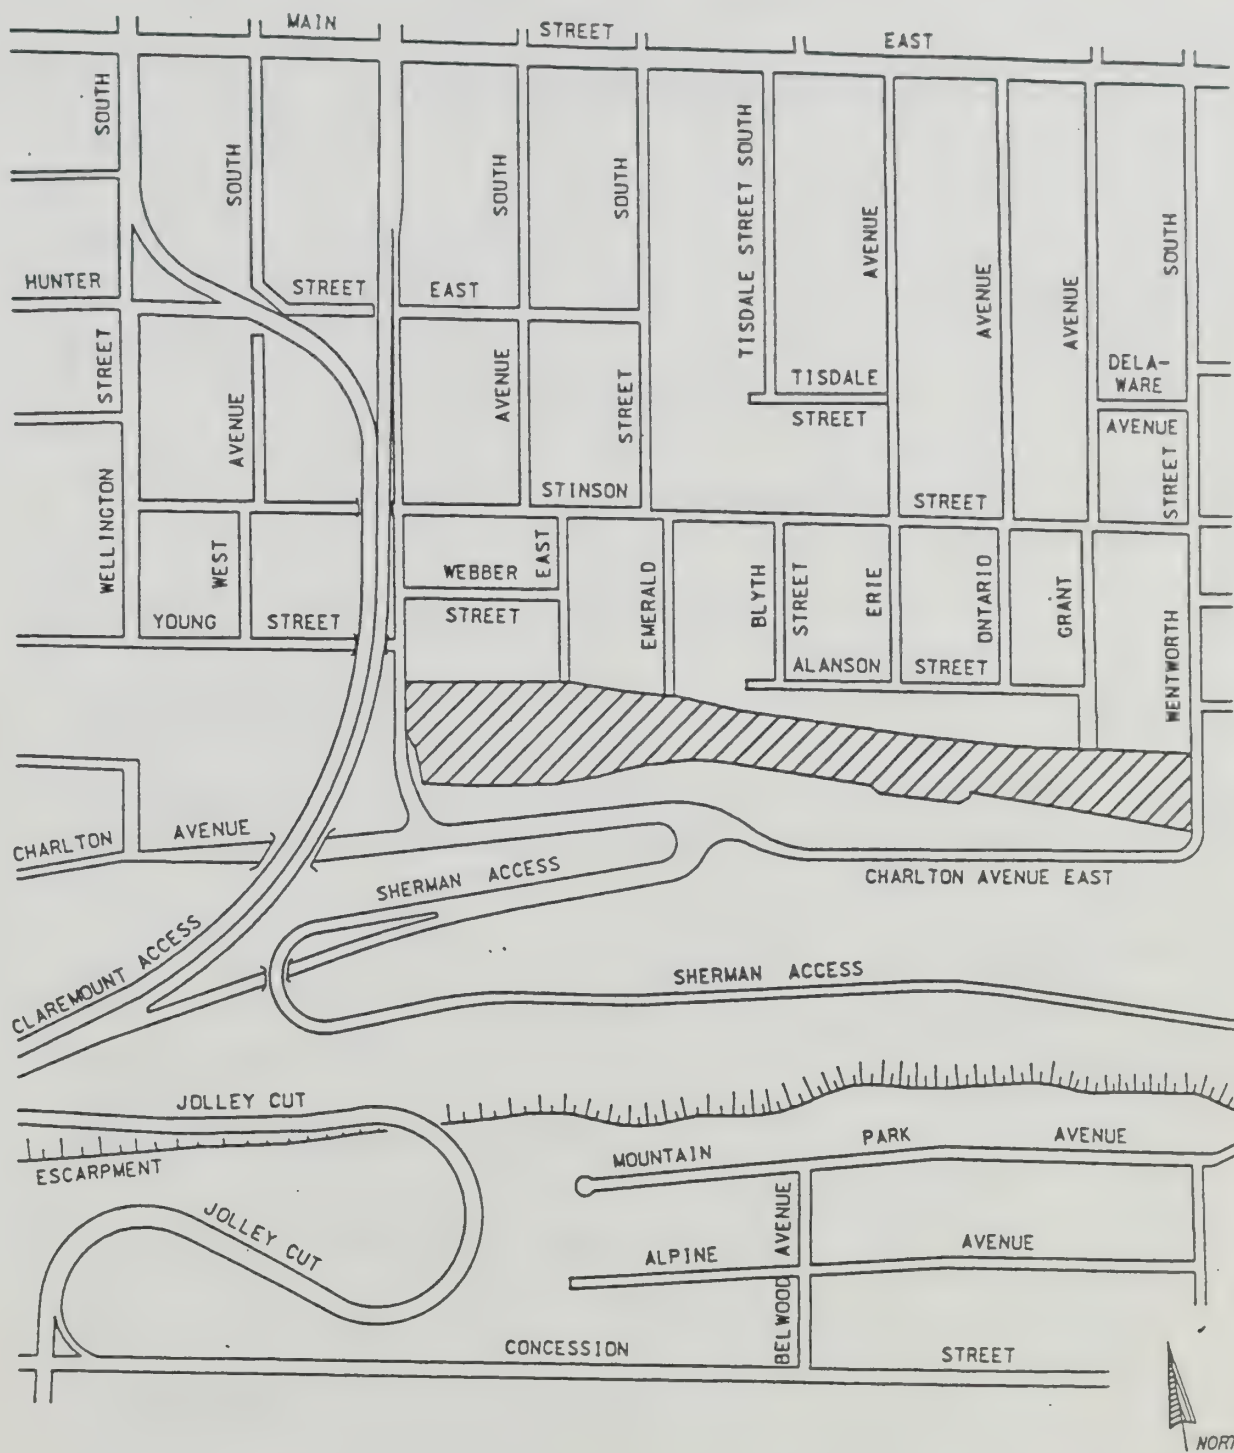 MAIN STREET EAST
SOUTH
SOUTH
SOUTH
SOUTH
TISDALE STREET SOUTH
AVENUE
AVENUE
AVENUE
SOUTH
HUNTER STREET EAST
STREET
AVENUE
AVENUE
STREET
TISDALE
STREET
DELA-
WARE
AVENUE
STREET
STINSON STREET
WELLINGTON
WEST
EAST
WEBBER
STREET
EMERALD
BLYTH
STREET
ERIE
ONTARIO
GRANT
WENTWORTH
YOUNG STREET
ALANSON STREET
CHARLTON AVENUE
SHERMAN ACCESS
CHARLTON AVENUE EAST
CLAREMOUNT ACCESS
SHERMAN ACCESS
JOLLEY CUT
ESCARPMENT
MOUNTAIN PARK AVENUE
JOLLEY CUT
ALPINE AVENUE
BELWOOD AVENUE
CONCESSION STREET
NORT